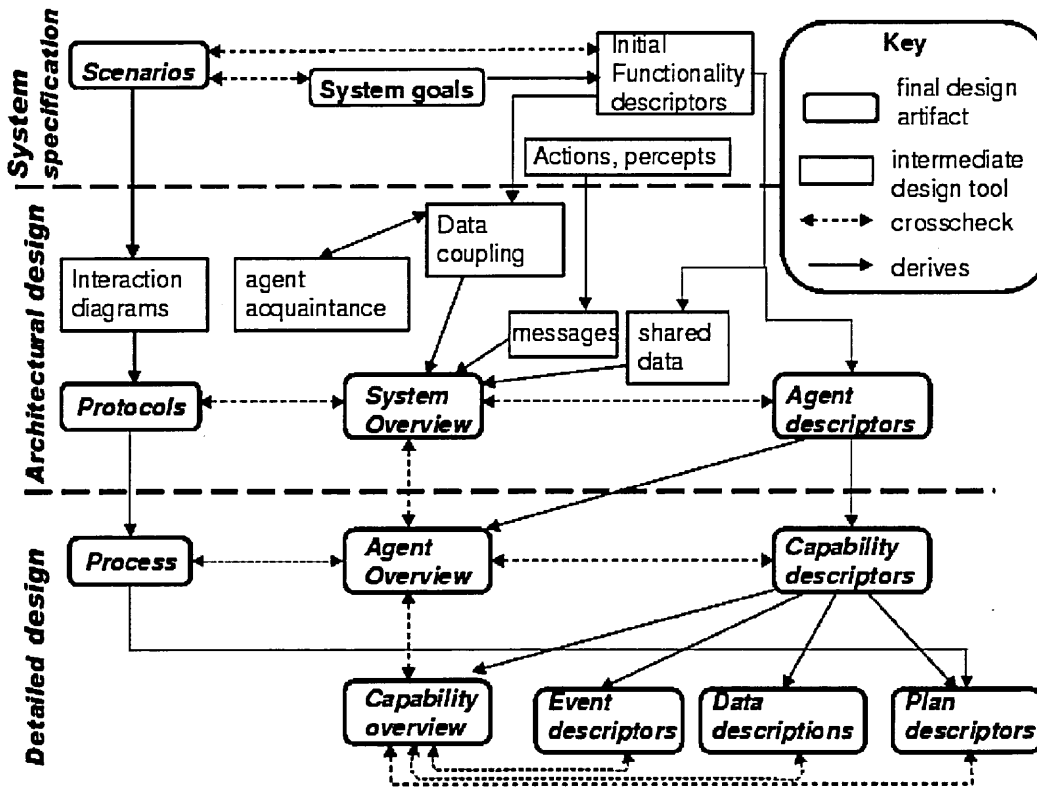 System
specification
Scenarios
System goals
Initial
Functionality
descriptors
Actions, percepts
Key
final design
artifact
intermediate
design tool
crosscheck
derives
Architectural design
Interaction
diagrams
agent
acquaintance
Data
coupling
messages
shared
data
Protocols
System
Overview
Agent
descriptors
Detailed design
Process
Agent
Overview
Capability
descriptors
Capability
overview
Event
descriptors
Data
descriptions
Plan
descriptors